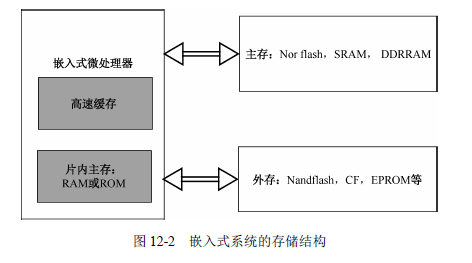 嵌入式微处理器
高速缓存
片内主存：
RAM或ROM
主存：Nor flash，SRAM， DDRRAM
外存：Nandflash，CF，EPROM等
图 12-2 嵌入式系统的存储结构